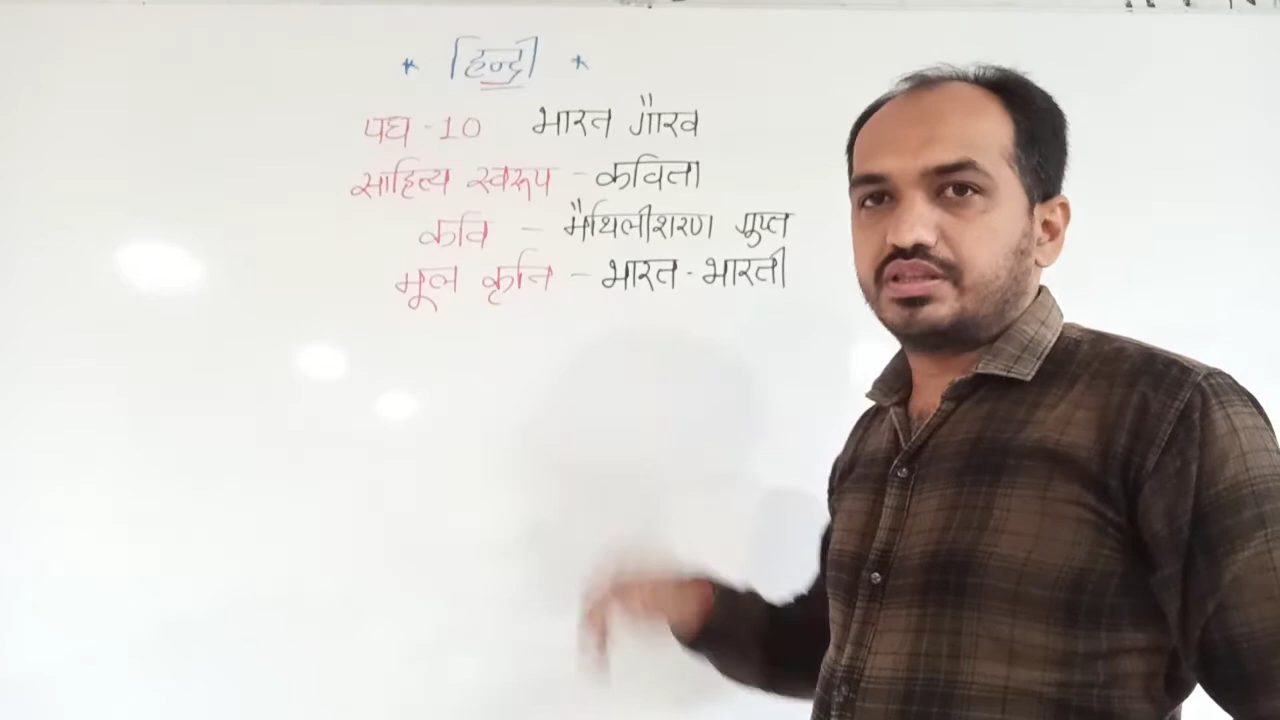 * हिन्दी *
पद्य - 10 भारत गौरव
साहित्य स्वरूप - कविता
कवि - मैथिलीशरण गुप्त
मूल कृति - भारत - भारती